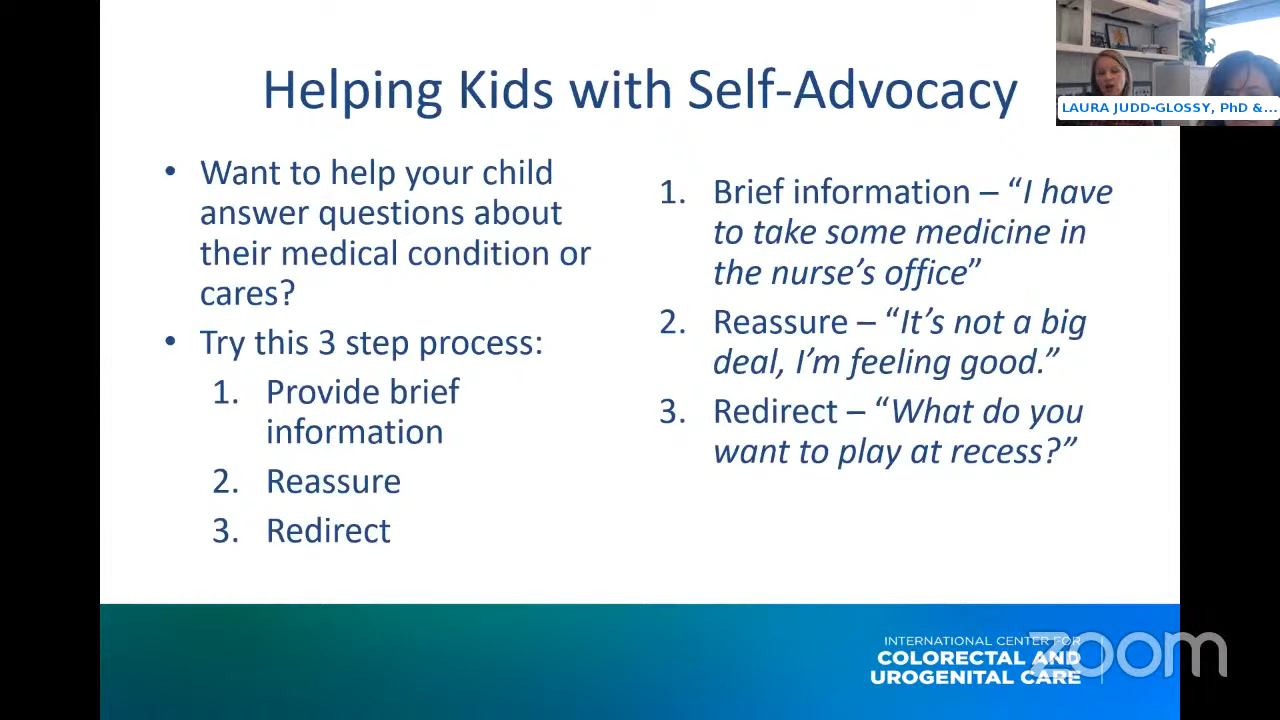 Helping Kids with Self-Advocacy
LAURA JUDD-GLOSSY, PhD &...
• Want to help your child
answer questions about
their medical condition or
cares?
• Try this 3 step process:
1. Provide brief
information
2. Reassure
3. Redirect
1. Brief information – “I have
to take some medicine in
the nurse’s office”
2. Reassure – “It’s not a big
deal, I’m feeling good.”
3. Redirect – “What do you
want to play at recess?”
INTERNATIONAL CENTER FOR
COLORECTAL AND
UROGENITAL CARE
zoom